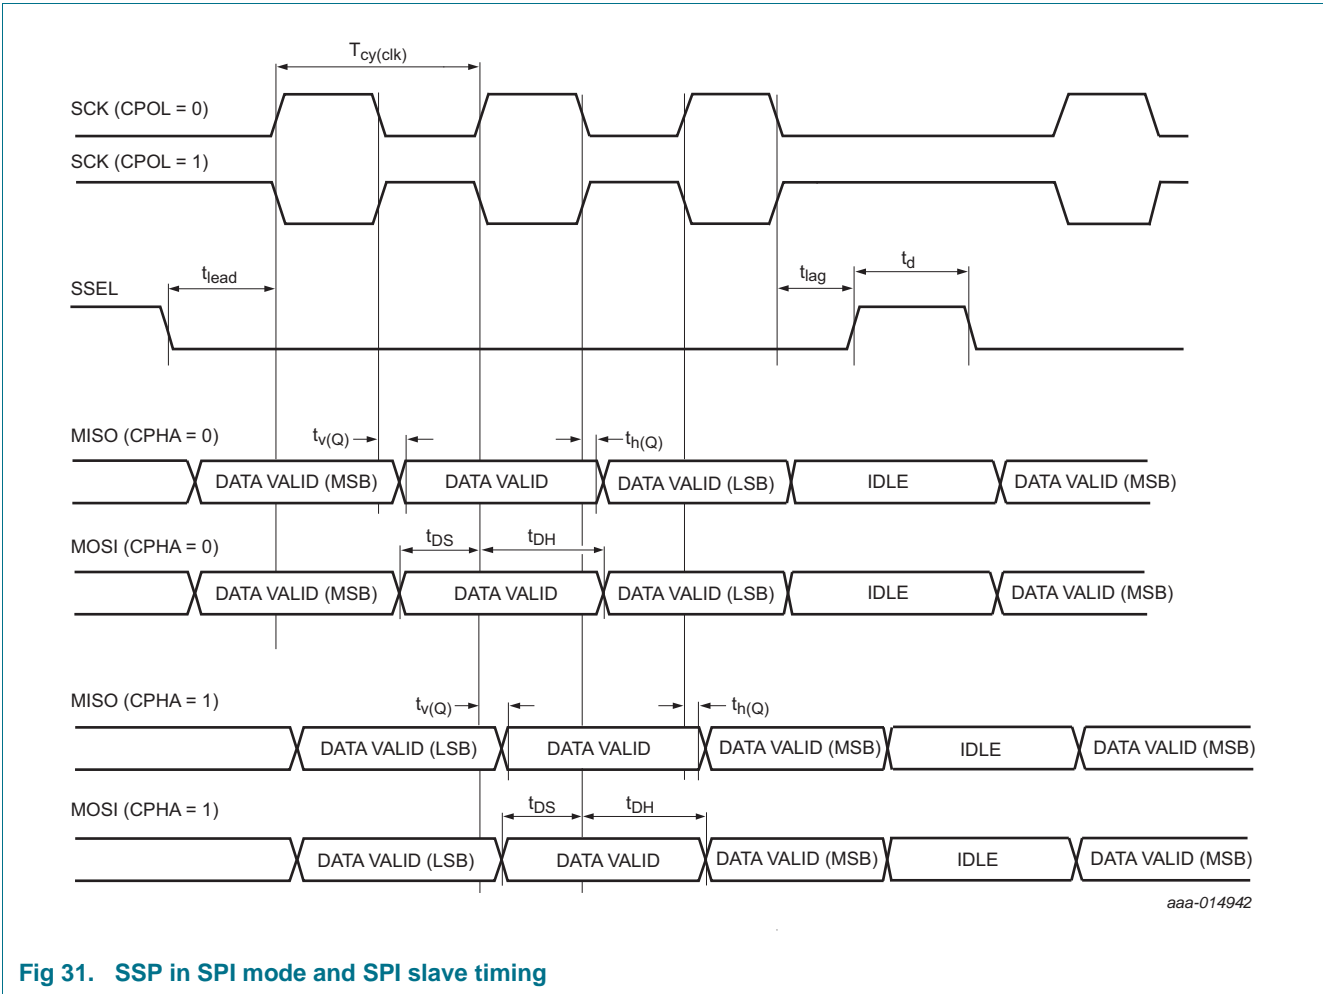 Tcy(clk)
SCK (CPOL = 0)
SCK (CPOL = 1)
SSEL
tlead
tlag
td
MISO (CPHA = 0)
tv(Q)
th(Q)
DATA VALID (MSB)
DATA VALID
DATA VALID (LSB)
IDLE
DATA VALID (MSB)
MOSI (CPHA = 0)
tDS
tDH
DATA VALID (MSB)
DATA VALID
DATA VALID (LSB)
IDLE
DATA VALID (MSB)
MISO (CPHA = 1)
tv(Q)
th(Q)
DATA VALID (LSB)
DATA VALID
DATA VALID (MSB)
IDLE
DATA VALID (MSB)
MOSI (CPHA = 1)
tDS
tDH
DATA VALID (LSB)
DATA VALID
DATA VALID (MSB)
IDLE
DATA VALID (MSB)
aaa-014942
Fig 31. SSP in SPI mode and SPI slave timing